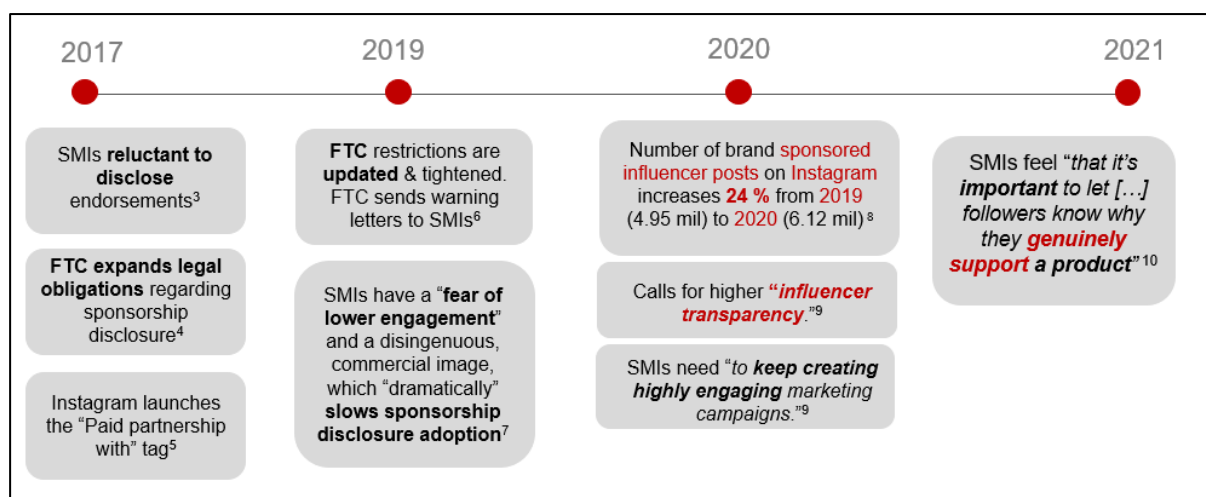 2017
2019
2020
2021
SMIs reluctant to
disclose
endorsements3
FTC expands legal
obligations regarding
sponsorship
disclosure4
Instagram launches
the “Paid partnership
with” tag5
FTC restrictions are
updated & tightened.
FTC sends warning
letters to SMIs6
SMIs have a “fear of
lower engagement”
and a disingenuous,
commercial image,
which “dramatically”
slows sponsorship
disclosure adoption7
Number of brand sponsored
influencer posts on Instagram
increases 24 % from 2019
(4.95 mil) to 2020 (6.12 mil) 8
Calls for higher “influencer
transparency.”9
SMIs need “to keep creating
highly engaging marketing
campaigns.”9
SMIs feel “that it’s
important to let […]
followers know why
they genuinely
support a product” 10